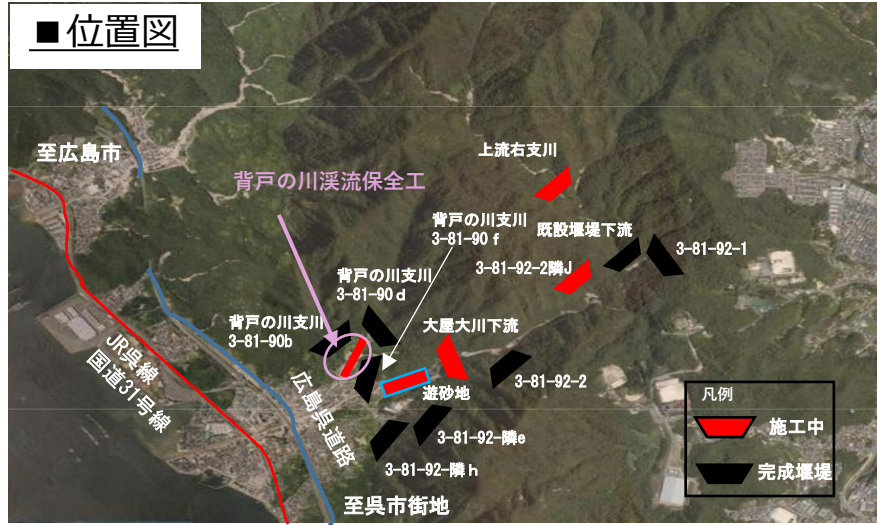 ■位置図
至広島市
上流右支川
背戸の川渓流保全工
背戸の川支川
3-81-90ｆ
既設堰堤下流
3-81-92-1
3-81-92-2隣J
背戸の川支川
3-81-90ｄ
背戸の川支川
3-81-90b
大屋大川下流
JR呉線
国道31号線
広島呉道路
遊砂地
3-81-92-2
3-81-92-隣e
3-81-92-隣ｈ
至呉市街地
凡例
施工中
完成堰堤